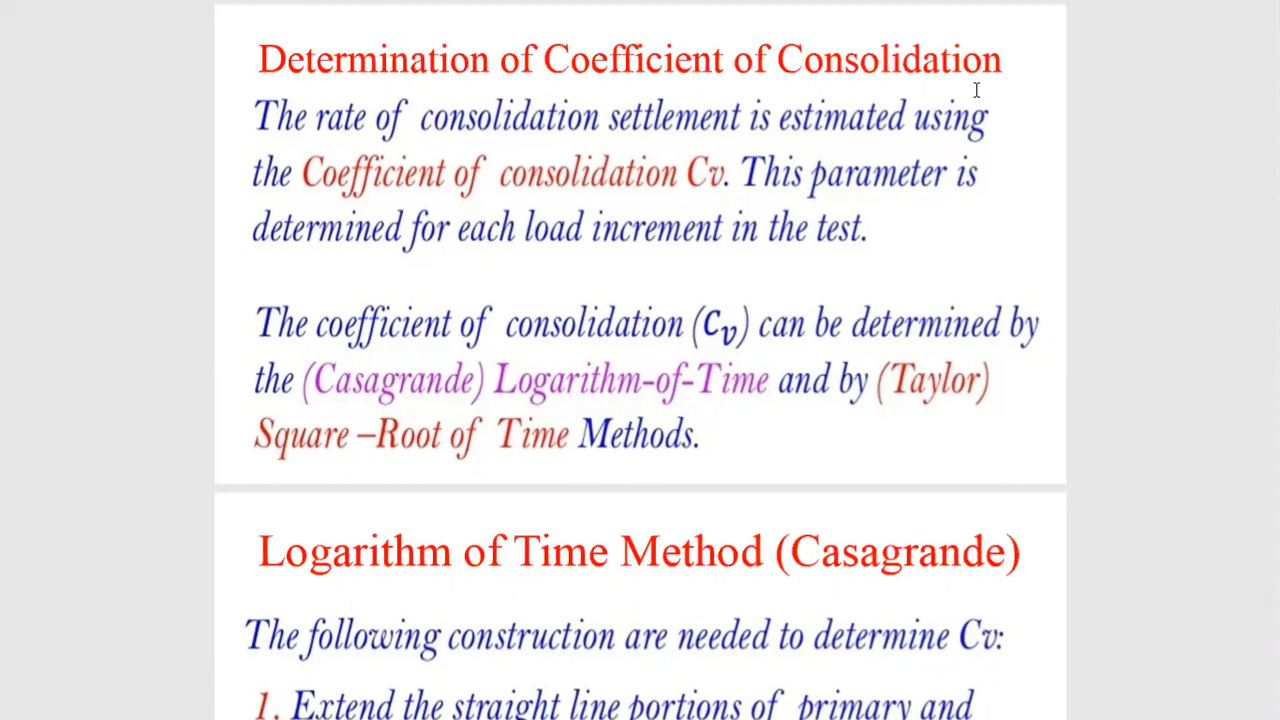 Determination of Coefficient of Consolidation
The rate of consolidation settlement is estimated using
the Coefficient of consolidation Cv. This parameter is
determined for each load increment in the test.
The coefficient of consolidation (Cv) can be determined by
the (Casagrande) Logarithm-of-Time and by (Taylor)
Square –Root of Time Methods.
Logarithm of Time Method (Casagrande)
The following construction are needed to determine Cv:
1. Extend the straight line portions of primary and